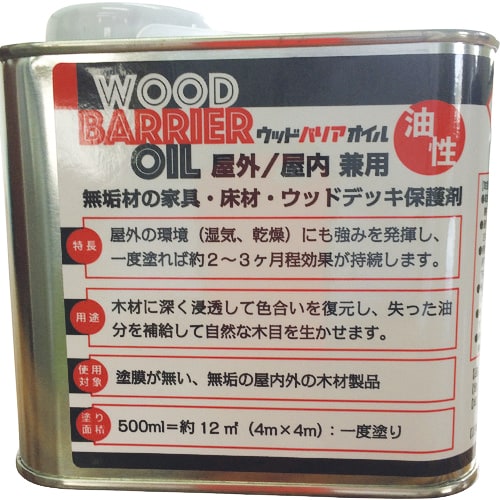 WOOD
BARRIER
OIL
ウッドバリアオイル
屋外/屋内 兼用
油性
無垢材の家具・床材・ウッドデッキ保護剤
特長
屋外の環境（湿気、乾燥）にも強みを発揮し、
一度塗れば約2～3ヶ月程効果が持続します。
用途
木材に深く浸透して色合いを復元し、失った油
分を補給して自然な木目を生かせます。
使用
対象
塗膜が無い、無垢の屋内外の木材製品
塗り
面積
500ml＝約 12 ㎡（4m×4m）：一度塗り